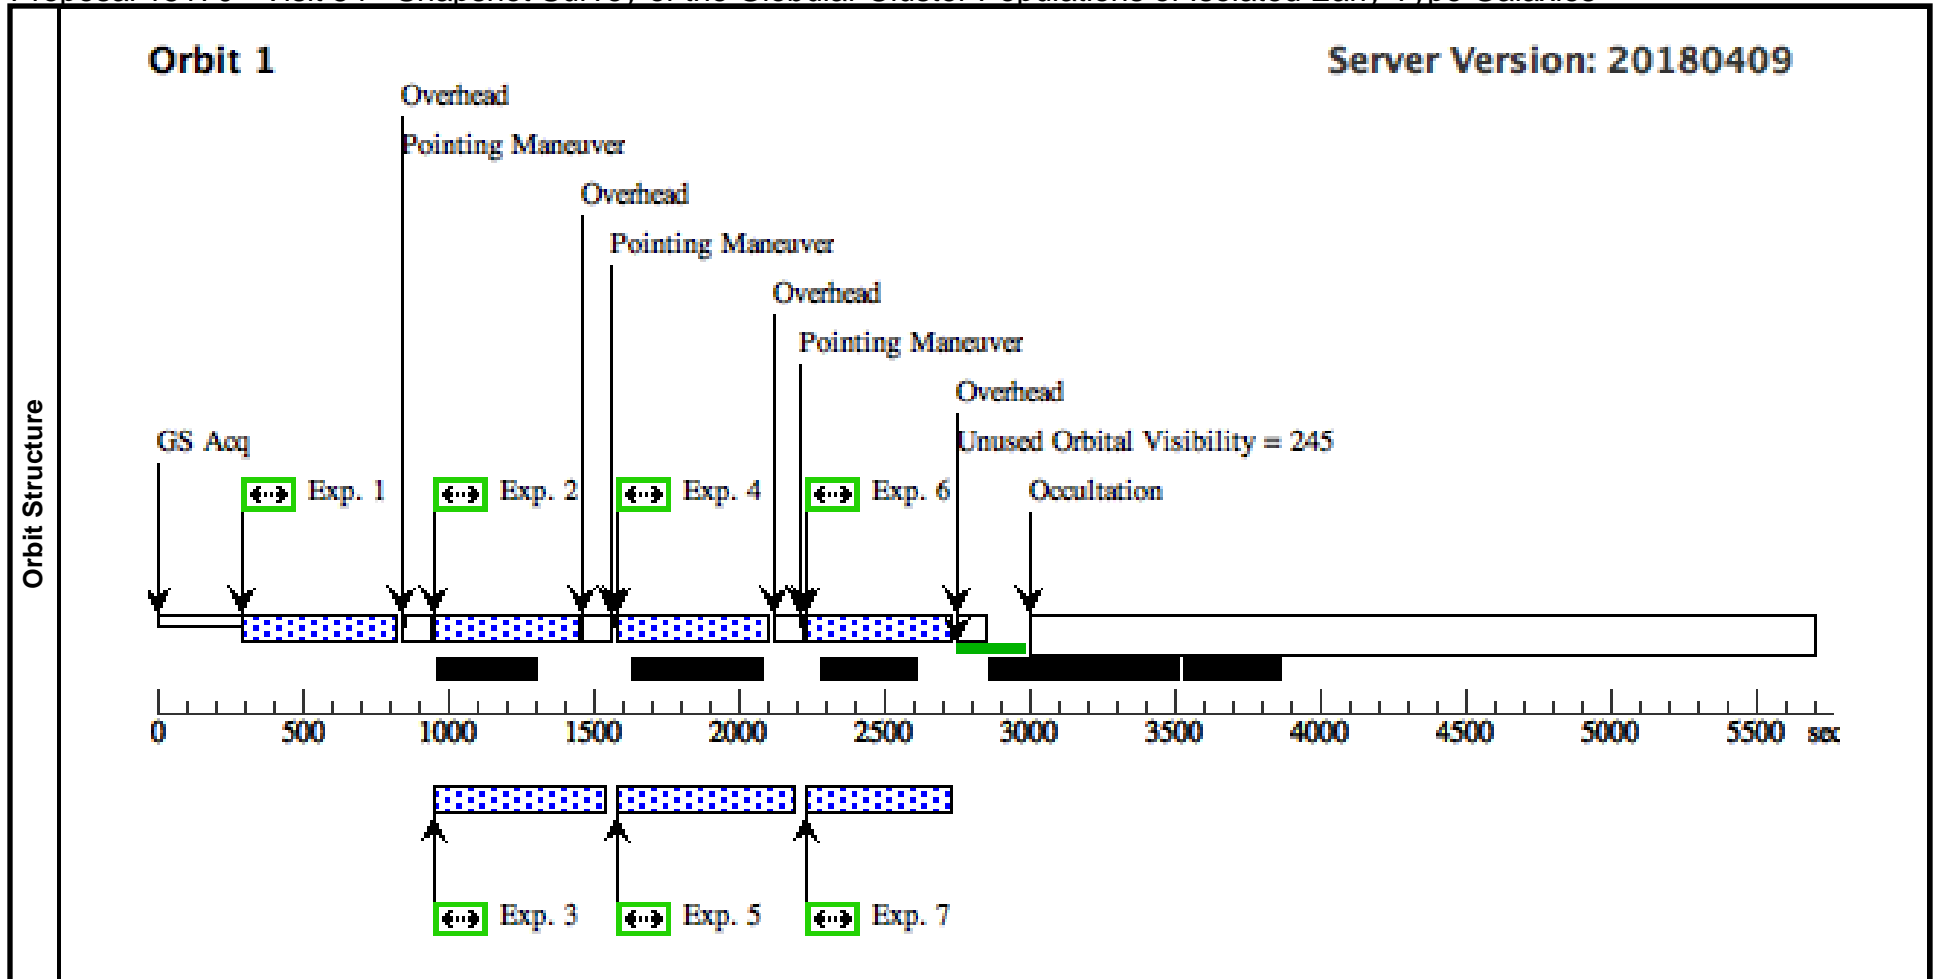 Orbit 1
Server Version: 20180409
Overhead
Pointing Maneuver
Overhead
Pointing Maneuver
Overhead
Pointing Maneuver
Overhead
GS Acq
Unused Orbital Visibility = 245
Exp. 1
Exp. 2
Exp. 4
Exp. 6
Occultation
Orbit Structure
0 500 1000 1500 2000 2500 3000 3500 4000 4500 5000 5500 sec
Exp. 3
Exp. 5
Exp. 7